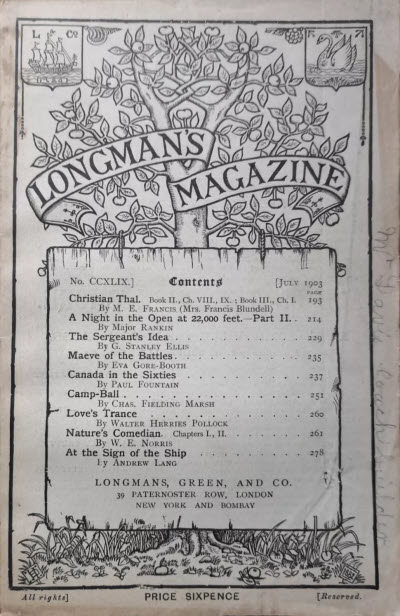 L Co
LONGMAN'S
MAGAZINE
No. CCXLIX.] Contents [JULY 1903
PAGE
Christian Thal. Book II., Ch. VIII., IX. ; Book III., Ch. I. 193
By M. E. FRANCIS (Mrs. Francis Blundell)
A Night in the Open at 22,000 feet.—Part II. . 214
By Major RANKIN
The Sergeant's Idea . . . . . . . . . . 229
By G. STANLEY ELLIS
Maeve of the Battles. . . . . . . . . . 235
By EVA GORE-BOOTH
Canada in the Sixties . . . . . . . . . 237
By PAUL FOUNTAIN
Camp-Ball . . . . . . . . . . . . . 251
By CHAS. FIELDING MARSH
Love's Trance . . . . . . . . . . . . 260
By WALTER HERRIES POLLOCK
Nature's Comedian. Chapters I., II. . . . . . . 261
By W. E. NORRIS
At the Sign of the Ship . . . . . . . . 278
By ANDREW LANG
LONGMANS, GREEN, AND CO.
39 PATERNOSTER ROW, LONDON
NEW YORK AND BOMBAY
All rights] PRICE SIXPENCE [Reserved.